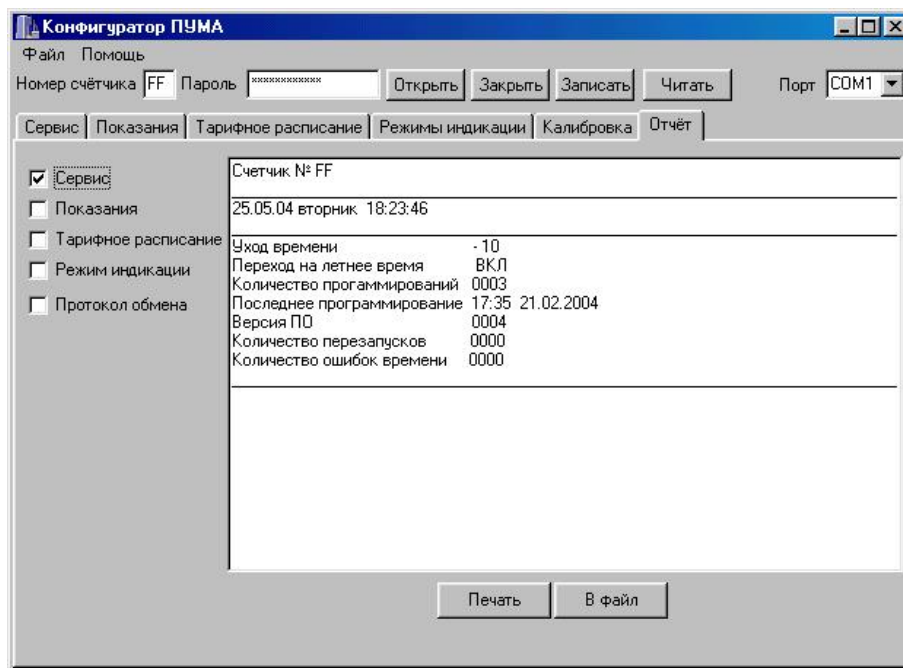 Конфигуратор ПУМА
Файл Помощь
Номер счётчика FF Пароль ************ Открыть Закрыть Записать Читать Порт COM1
Сервис Показания Тарифное расписание Режимы индикации Калибровка Отчёт
Сервис
Показания
Тарифное расписание
Режим индикации
Протокол обмена
Счетчик № FF
25.05.04 вторник 18:23:46
Уход времени - 10
Переход на летнее время ВКЛ
Количество прогаммирований 0003
Последнее программирование 17:35 21.02.2004
Версия ПО 0004
Количество перезапусков 0000
Количество ошибок времени 0000
Печать В файл